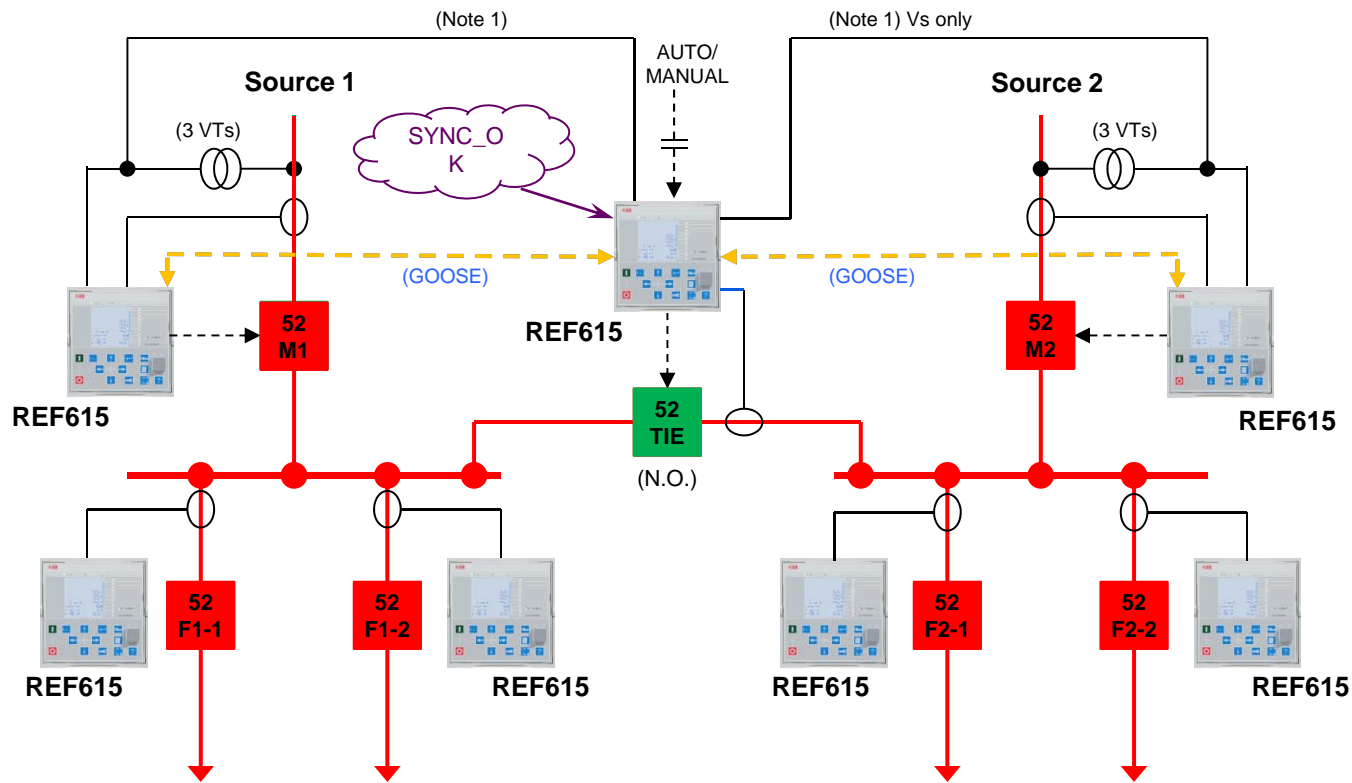 (Note 1)
(Note 1) Vs only
AUTO/
MANUAL
Source 1
Source 2
(3 VTs)
(3 VTs)
SYNC_O
K
(GOOSE)
(GOOSE)
REF615
52
M1
52
M2
REF615
REF615
52
TIE
(N.O.)
52
F1-1
52
F1-2
52
F2-1
52
F2-2
REF615
REF615
REF615
REF615